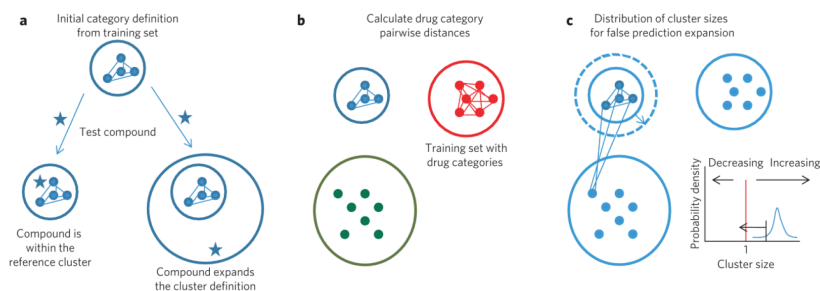 a
Initial category definition
from training set
Test compound
Compound is
within the
reference cluster
Compound expands
the cluster definition
b
Calculate drug category
pairwise distances
Training set with
drug categories
c
Distribution of cluster sizes
for false prediction expansion
Decreasing Increasing
Probability density
1
Cluster size